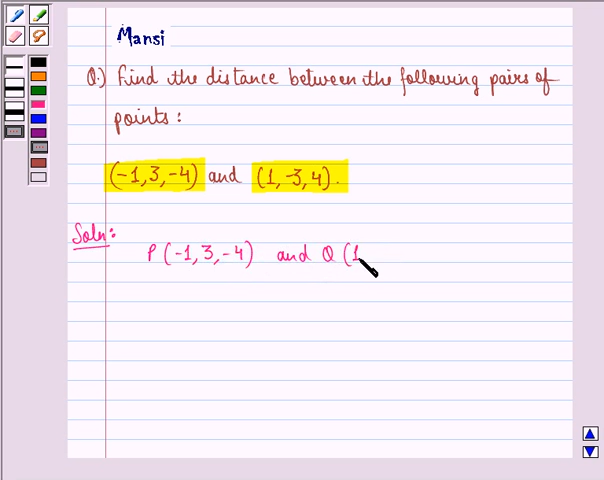 Mansi
Q.) Find the distance between the following pairs of
points :
(-1, 3, -4) and (1, -3, 4).
Soln:
P (-1, 3, -4) and Q (1